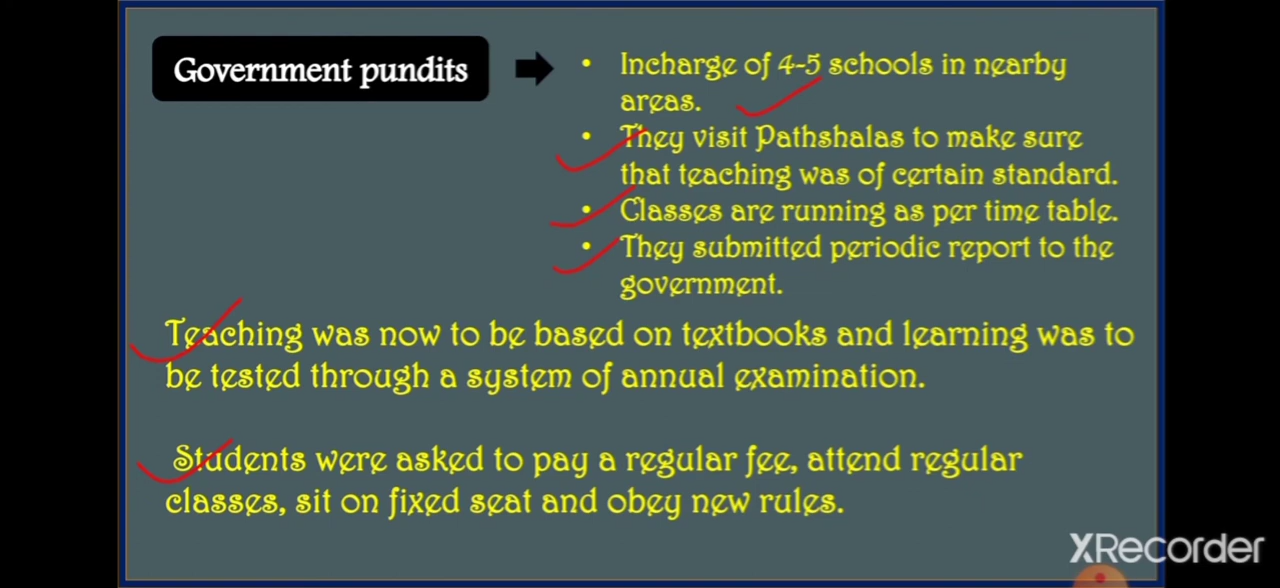 Government pundits
• Incharge of 4-5 schools in nearby
areas.
• They visit Pathshalas to make sure
that teaching was of certain standard.
• Classes are running as per time table.
• They submitted periodic report to the
government.
Teaching was now to be based on textbooks and learning was to
be tested through a system of annual examination.
Students were asked to pay a regular fee, attend regular
classes, sit on fixed seat and obey new rules.
XRecorder